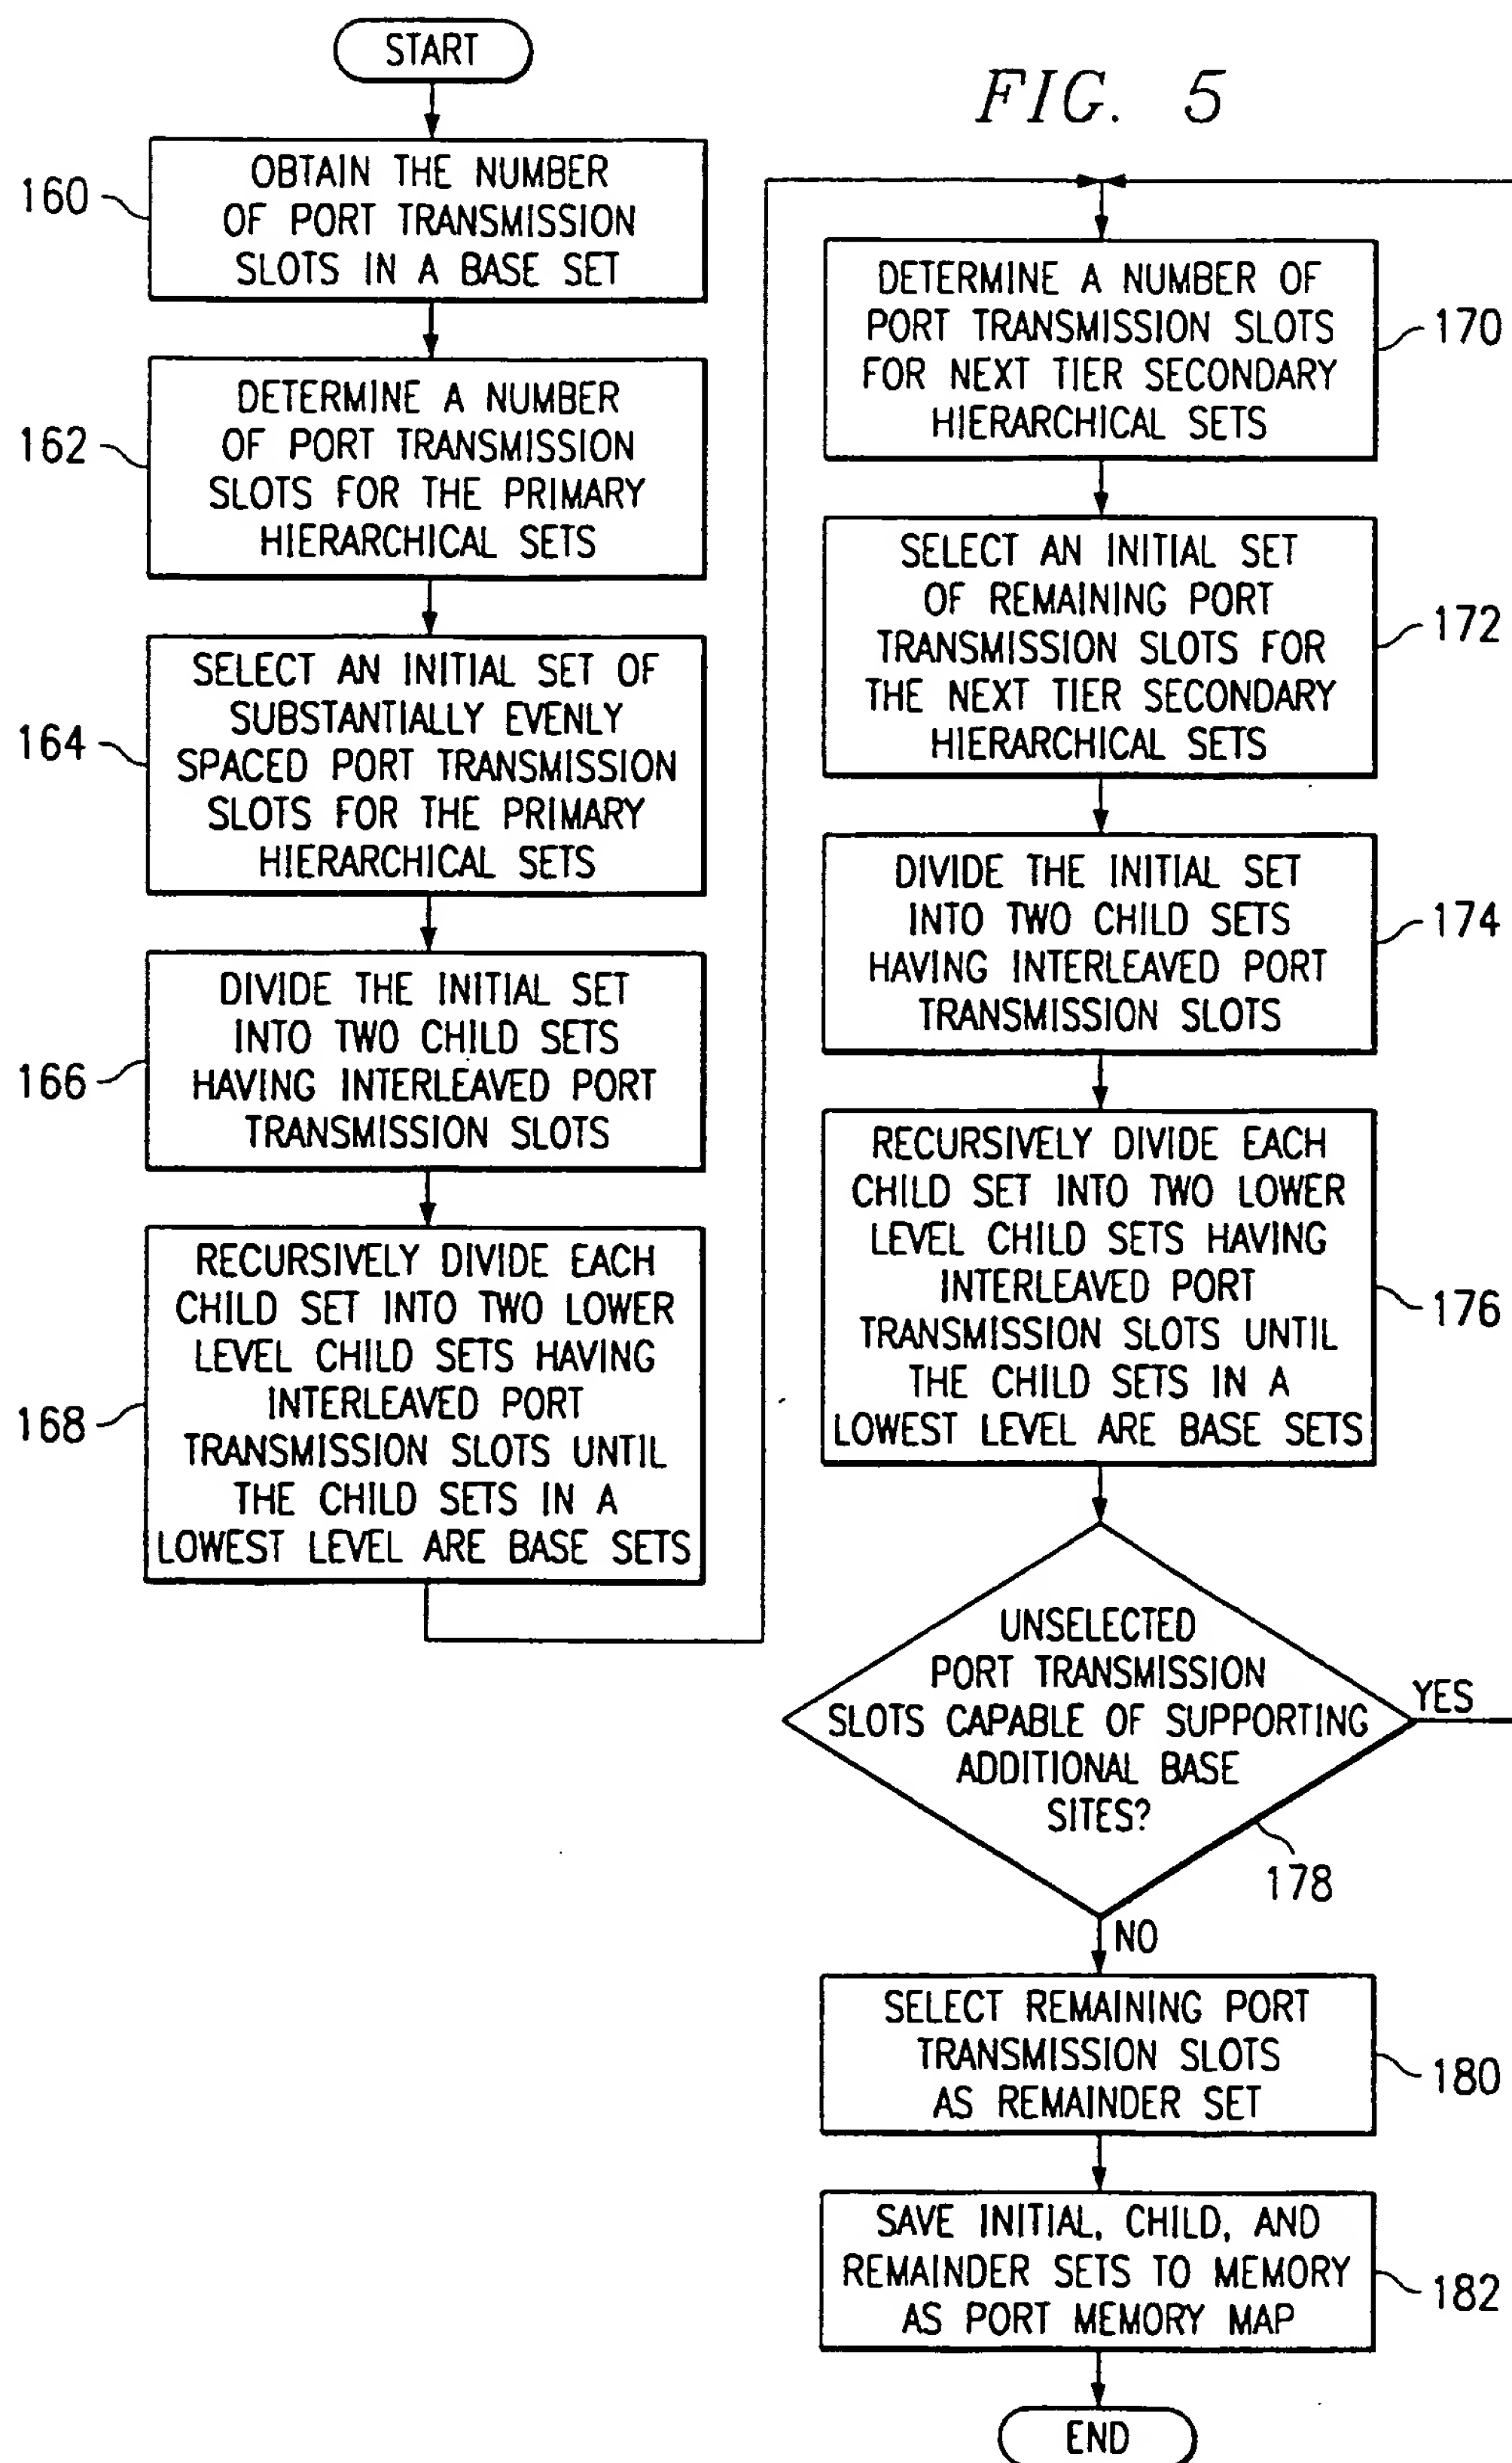 FIG. 5
START
160
OBTAIN THE NUMBER
OF PORT TRANSMISSION
SLOTS IN A BASE SET
162
DETERMINE A NUMBER
OF PORT TRANSMISSION
SLOTS FOR THE PRIMARY
HIERARCHICAL SETS
164
SELECT AN INITIAL SET OF
SUBSTANTIALLY EVENLY
SPACED PORT TRANSMISSION
SLOTS FOR THE PRIMARY
HIERARCHICAL SETS
166
DIVIDE THE INITIAL SET
INTO TWO CHILD SETS
HAVING INTERLEAVED PORT
TRANSMISSION SLOTS
168
RECURSIVELY DIVIDE EACH
CHILD SET INTO TWO LOWER
LEVEL CHILD SETS HAVING
INTERLEAVED PORT
TRANSMISSION SLOTS UNTIL
THE CHILD SETS IN A
LOWEST LEVEL ARE BASE SETS
DETERMINE A NUMBER OF
PORT TRANSMISSION SLOTS
FOR NEXT TIER SECONDARY
HIERARCHICAL SETS
170
SELECT AN INITIAL SET
OF REMAINING PORT
TRANSMISSION SLOTS FOR
THE NEXT TIER SECONDARY
HIERARCHICAL SETS
172
DIVIDE THE INITIAL SET
INTO TWO CHILD SETS
HAVING INTERLEAVED PORT
TRANSMISSION SLOTS
174
RECURSIVELY DIVIDE EACH
CHILD SET INTO TWO LOWER
LEVEL CHILD SETS HAVING
INTERLEAVED PORT
TRANSMISSION SLOTS UNTIL
THE CHILD SETS IN A
LOWEST LEVEL ARE BASE SETS
176
UNSELECTED
PORT TRANSMISSION
SLOTS CAPABLE OF SUPPORTING
ADDITIONAL BASE
SITES?
YES
178
NO
SELECT REMAINING PORT
TRANSMISSION SLOTS
AS REMAINDER SET
180
SAVE INITIAL, CHILD, AND
REMAINDER SETS TO MEMORY
AS PORT MEMORY MAP
182
END